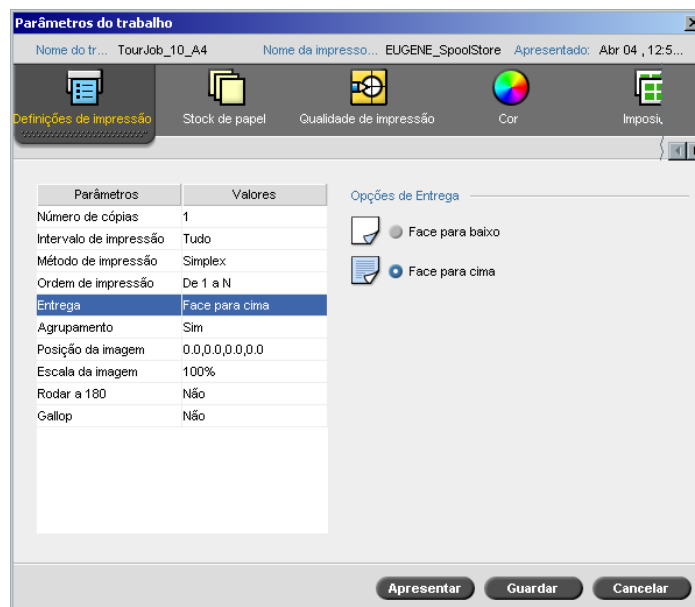 Parâmetros do trabalho
Nome do tr... TourJob_10_A4 Nome da impresso... EUGENE_SpoolStore Apresentado: Abr 04 , 12:5...
Definições de impressão Stock de papel Qualidade de impressão Cor Imposi
Parâmetros Valores
Número de cópias 1
Intervalo de impressão Tudo
Método de impressão Simplex
Ordem de impressão De 1 a N
Entrega Face para cima
Agrupamento Sim
Posição da imagem 0.0,0.0,0.0,0.0
Escala da imagem 100%
Rodar a 180 Não
Gallop Não
Opções de Entrega
Face para baixo
Face para cima
Apresentar Guardar Cancelar